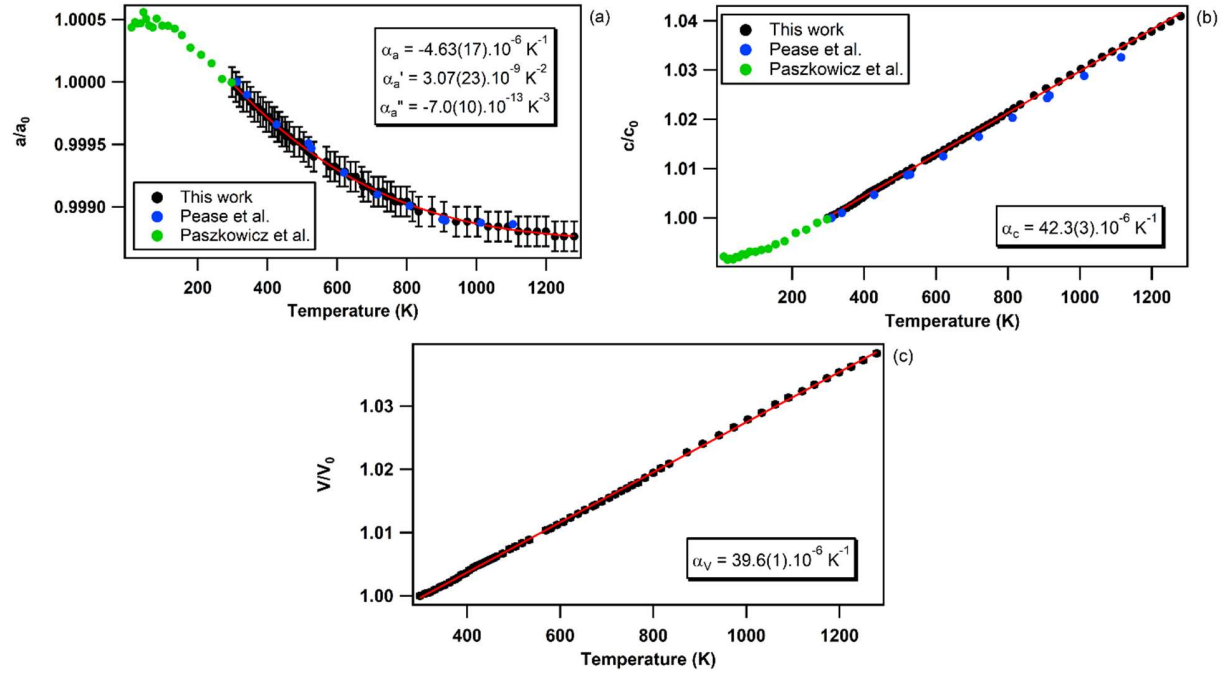 (a)
1.0005
1.0000
0.9995
0.9990
a/a₀
αₐ = -4.63(17).10⁻⁶ K⁻¹
αₐ' = 3.07(23).10⁻⁹ K⁻²
αₐ" = -7.0(10).10⁻¹³ K⁻³
This work
Pease et al.
Paszkowicz et al.
200 400 600 800 1000 1200
Temperature (K)
(b)
1.04
1.03
1.02
1.01
1.00
c/c₀
This work
Pease et al.
Paszkowicz et al.
α_c = 42.3(3).10⁻⁶ K⁻¹
200 400 600 800 1000 1200
Temperature (K)
(c)
1.03
1.02
1.01
1.00
V/V₀
α_V = 39.6(1).10⁻⁶ K⁻¹
400 600 800 1000 1200
Temperature (K)